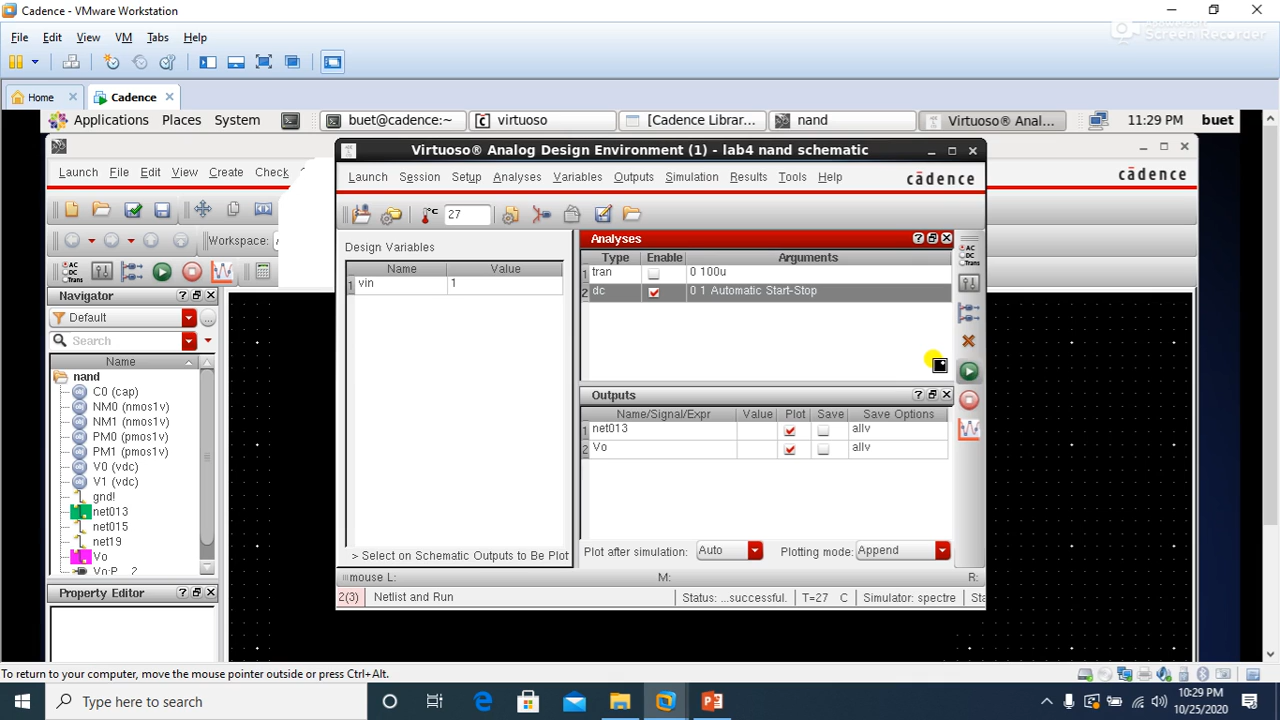 Cadence - VMware Workstation
Screen Recorder
File Edit View VM Tabs Help
Home Cadence
Applications Places System buet@cadence:~ virtuoso [Cadence Librar... nand Virtuoso® Anal... 11:29 PM buet
Virtuoso® Analog Design Environment (1) - lab4 nand schematic
Launch File Edit View Create Check
cādence
Launch Session Setup Analyses Variables Outputs Simulation Results Tools Help
cādence
27
Workspace:
Navigator
Default
Search
Name
nand
C0 (cap)
NM0 (nmos1v)
NM1 (nmos1v)
PM0 (pmos1v)
PM1 (pmos1v)
V0 (vdc)
V1 (vdc)
gnd!
net013
net015
net19
Vo
Property Editor
Design Variables
Name Value
1 vin 1
> Select on Schematic Outputs to Be Plot
Analyses
Type Enable Arguments
1 tran 0 100u
2 dc 0 1 Automatic Start-Stop
AC
DC
Trans
Outputs
Name/Signal/Expr Value Plot Save Save Options
1 net013 allv
2 Vo allv
Plot after simulation: Auto Plotting mode: Append
mouse L: M: R:
2(3) Netlist and Run Status: ...successful. T=27 C Simulator: spectre Sta
To return to your computer, move the mouse pointer outside or press Ctrl+Alt.
Type here to search
10:29 PM
10/25/2020